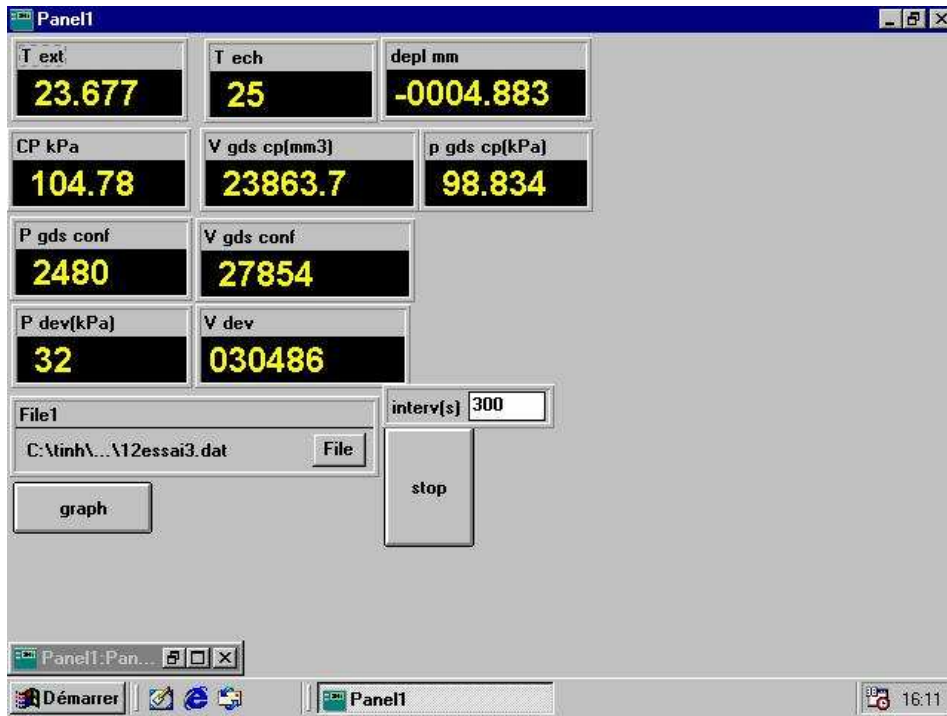 Panel1
T ext
23.677
T ech
25
depl mm
-0004.883
CP kPa
104.78
V gds cp(mm3)
23863.7
p gds cp(kPa)
98.834
P gds conf
2480
V gds conf
27854
P dev(kPa)
32
V dev
030486
interv(s) 300
File1
C:\tinh\...\12essai3.dat File
stop
graph
Panel1:Pan...
Démarrer Panel1 16:11